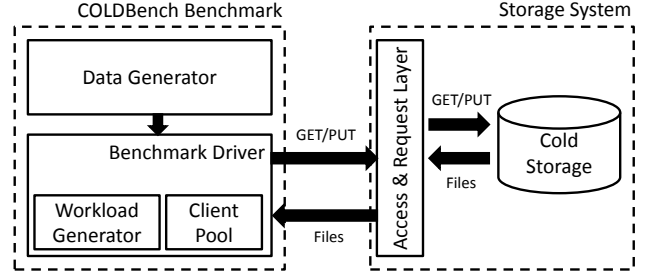 COLDBench Benchmark
Storage System
Data Generator
Benchmark Driver
Workload
Generator
Client
Pool
GET/PUT
Files
Access & Request Layer
GET/PUT
Files
Cold
Storage